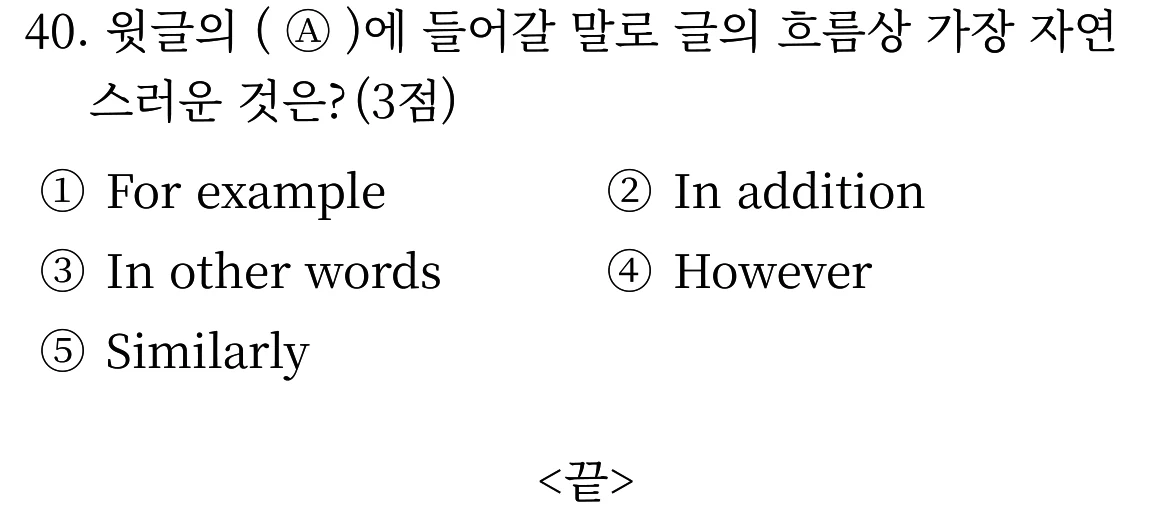 40. 윗글의 ( Ⓐ )에 들어갈 말로 글의 흐름상 가장 자연
스러운 것은?(3점)
① For example ② In addition
③ In other words ④ However
⑤ Similarly
<끝>